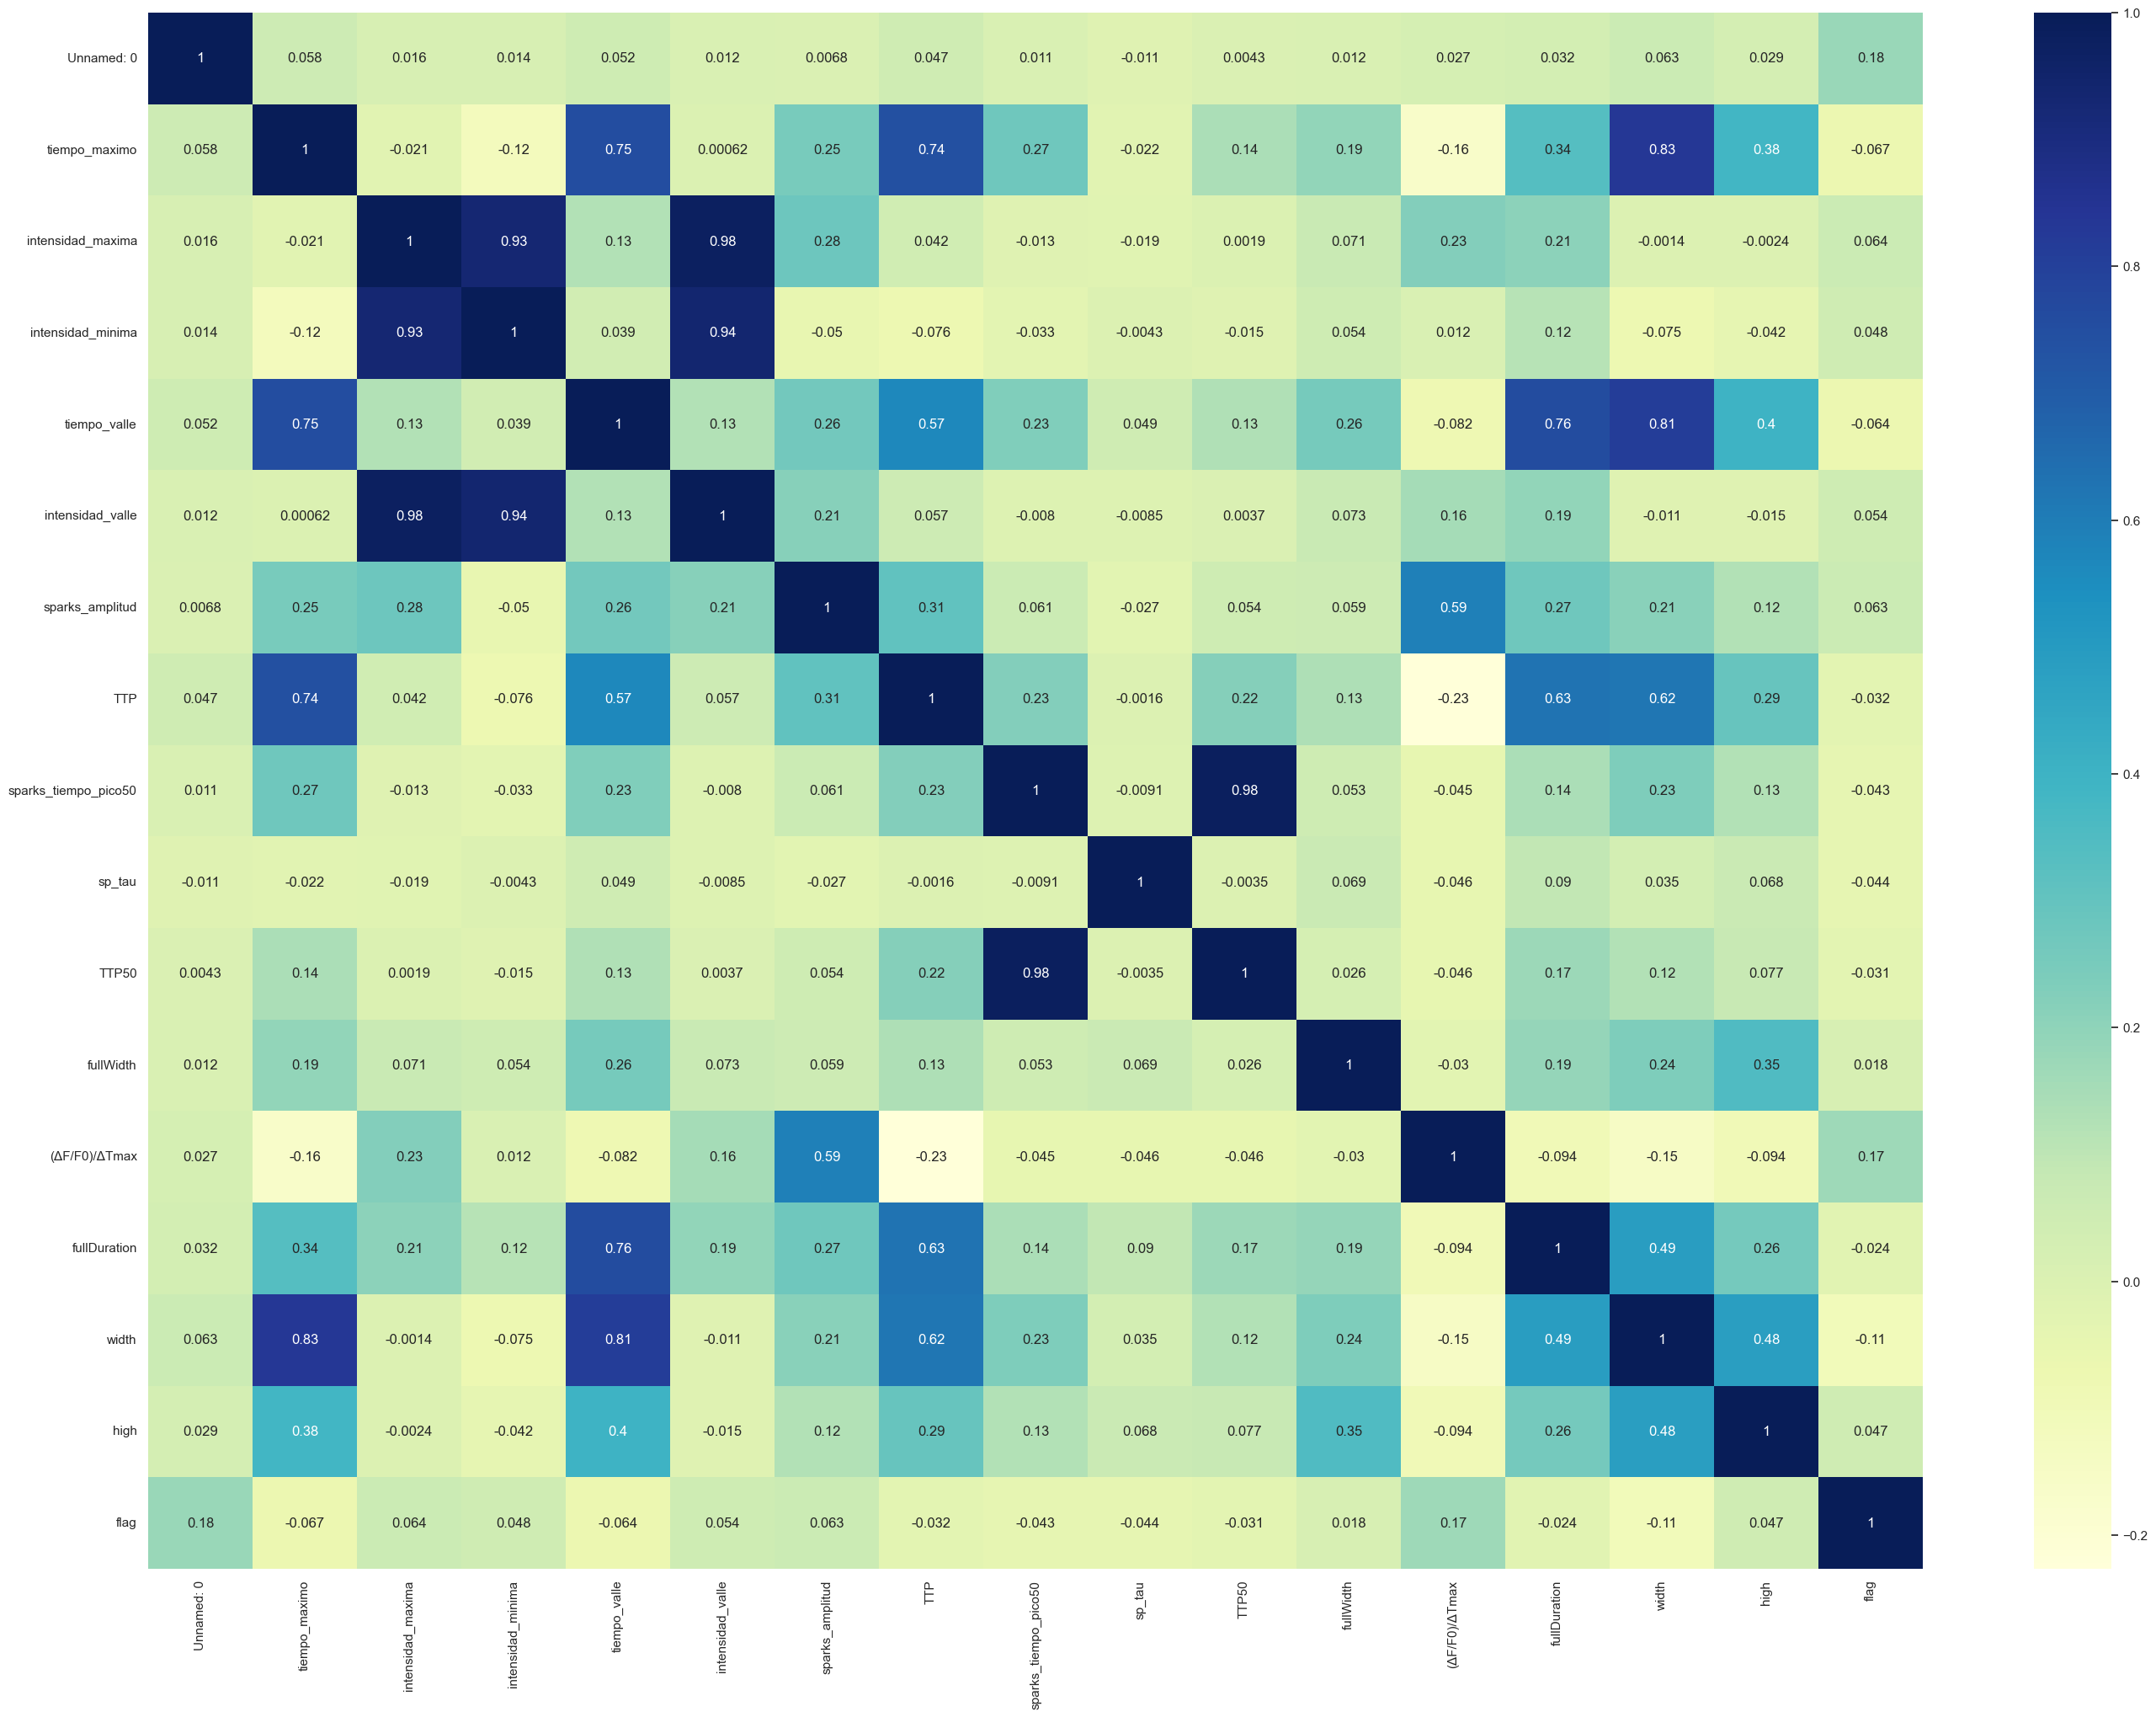 Unnamed: 0 1 0.058 0.016 0.014 0.052 0.012 0.0068 0.047 0.011 -0.011 0.0043 0.012 0.027 0.032 0.063 0.029 0.18
tiempo_maximo 0.058 1 -0.021 -0.12 0.75 0.00062 0.25 0.74 0.27 -0.022 0.14 0.19 -0.16 0.34 0.83 0.38 -0.067
intensidad_maxima 0.016 -0.021 1 0.93 0.13 0.98 0.28 0.042 -0.013 -0.019 0.0019 0.071 0.23 0.21 -0.0014 -0.0024 0.064
intensidad_minima 0.014 -0.12 0.93 1 0.039 0.94 -0.05 -0.076 -0.033 -0.0043 -0.015 0.054 0.012 0.12 -0.075 -0.042 0.048
tiempo_valle 0.052 0.75 0.13 0.039 1 0.13 0.26 0.57 0.23 0.049 0.13 0.26 -0.082 0.76 0.81 0.4 -0.064
intensidad_valle 0.012 0.00062 0.98 0.94 0.13 1 0.21 0.057 -0.008 -0.0085 0.0037 0.073 0.16 0.19 -0.011 -0.015 0.054
sparks_amplitud 0.0068 0.25 0.28 -0.05 0.26 0.21 1 0.31 0.061 -0.027 0.054 0.059 0.59 0.27 0.21 0.12 0.063
TTP 0.047 0.74 0.042 -0.076 0.57 0.057 0.31 1 0.23 -0.0016 0.22 0.13 -0.23 0.63 0.62 0.29 -0.032
sparks_tiempo_pico50 0.011 0.27 -0.013 -0.033 0.23 -0.008 0.061 0.23 1 -0.0091 0.98 0.053 -0.045 0.14 0.23 0.13 -0.043
sp_tau -0.011 -0.022 -0.019 -0.0043 0.049 -0.0085 -0.027 -0.0016 -0.0091 1 -0.0035 0.069 -0.046 0.09 0.035 0.068 -0.044
TTP50 0.0043 0.14 0.0019 -0.015 0.13 0.0037 0.054 0.22 0.98 -0.0035 1 0.026 -0.046 0.17 0.12 0.077 -0.031
fullWidth 0.012 0.19 0.071 0.054 0.26 0.073 0.059 0.13 0.053 0.069 0.026 1 -0.03 0.19 0.24 0.35 0.018
(ΔF/F0)/ΔTmax 0.027 -0.16 0.23 0.012 -0.082 0.16 0.59 -0.23 -0.045 -0.046 -0.046 -0.03 1 -0.094 -0.15 -0.094 0.17
fullDuration 0.032 0.34 0.21 0.12 0.76 0.19 0.27 0.63 0.14 0.09 0.17 0.19 -0.094 1 0.49 0.26 -0.024
width 0.063 0.83 -0.0014 -0.075 0.81 -0.011 0.21 0.62 0.23 0.035 0.12 0.24 -0.15 0.49 1 0.48 -0.11
high 0.029 0.38 -0.0024 -0.042 0.4 -0.015 0.12 0.29 0.13 0.068 0.077 0.35 -0.094 0.26 0.48 1 0.047
flag 0.18 -0.067 0.064 0.048 -0.064 0.054 0.063 -0.032 -0.043 -0.044 -0.031 0.018 0.17 -0.024 -0.11 0.047 1
Unnamed: 0
tiempo_maximo
intensidad_maxima
intensidad_minima
tiempo_valle
intensidad_valle
sparks_amplitud
TTP
sparks_tiempo_pico50
sp_tau
TTP50
fullWidth
(ΔF/F0)/ΔTmax
fullDuration
width
high
flag
1.0
0.8
0.6
0.4
0.2
0.0
−0.2